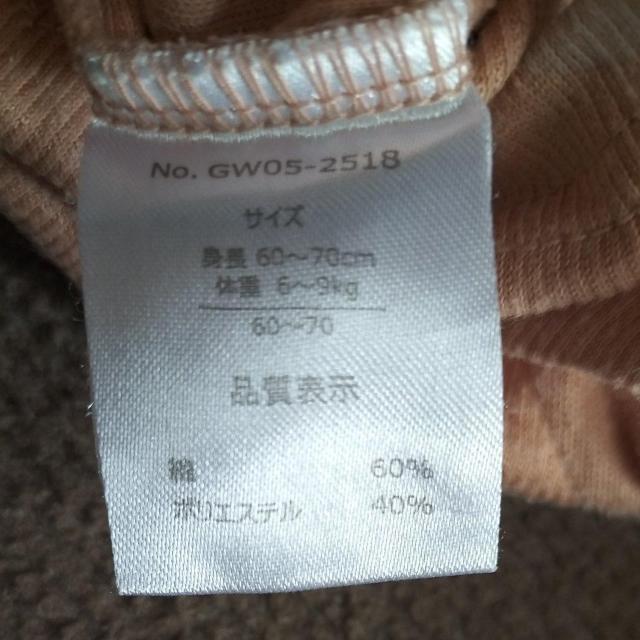 No. GW05-2518
サイズ
身長 60～70cm
体重 6～9kg
60～70
品質表示
綿 60%
ポリエステル 40%